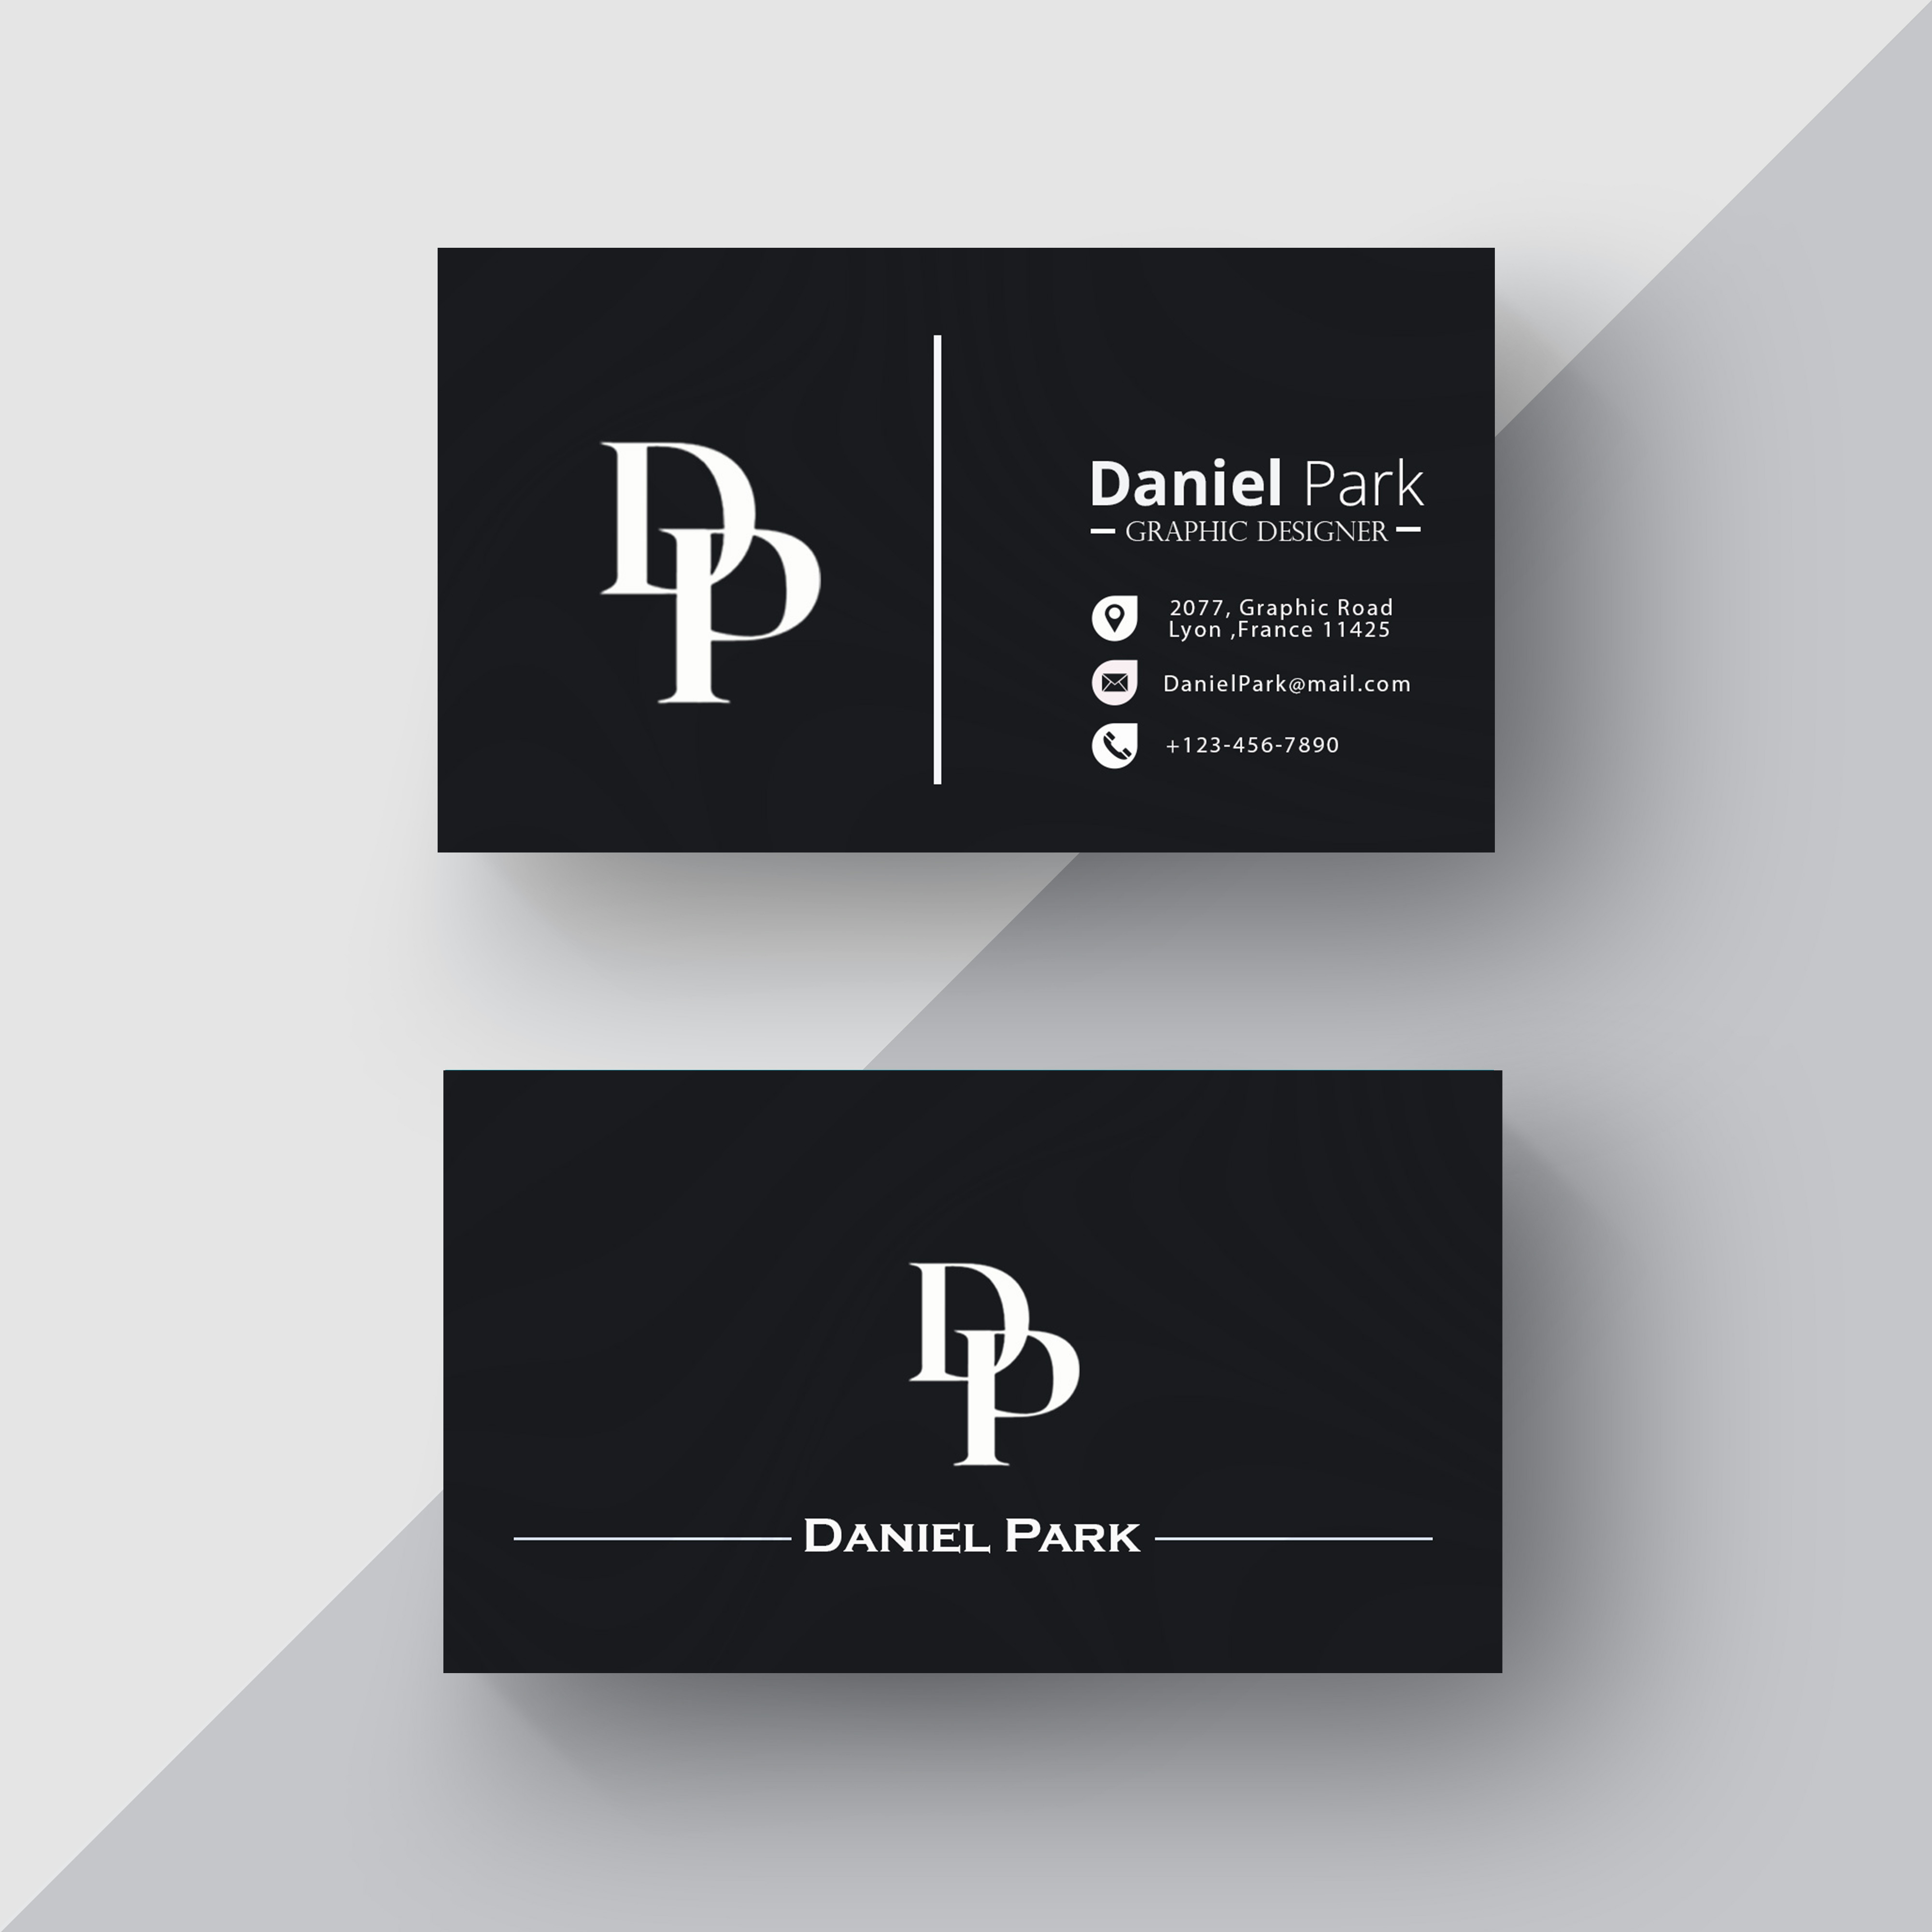 DP
Daniel Park
GRAPHIC DESIGNER
2077, Graphic Road
Lyon ,France 11425
DanielPark@mail.com
+123-456-7890
DP
DANIEL PARK